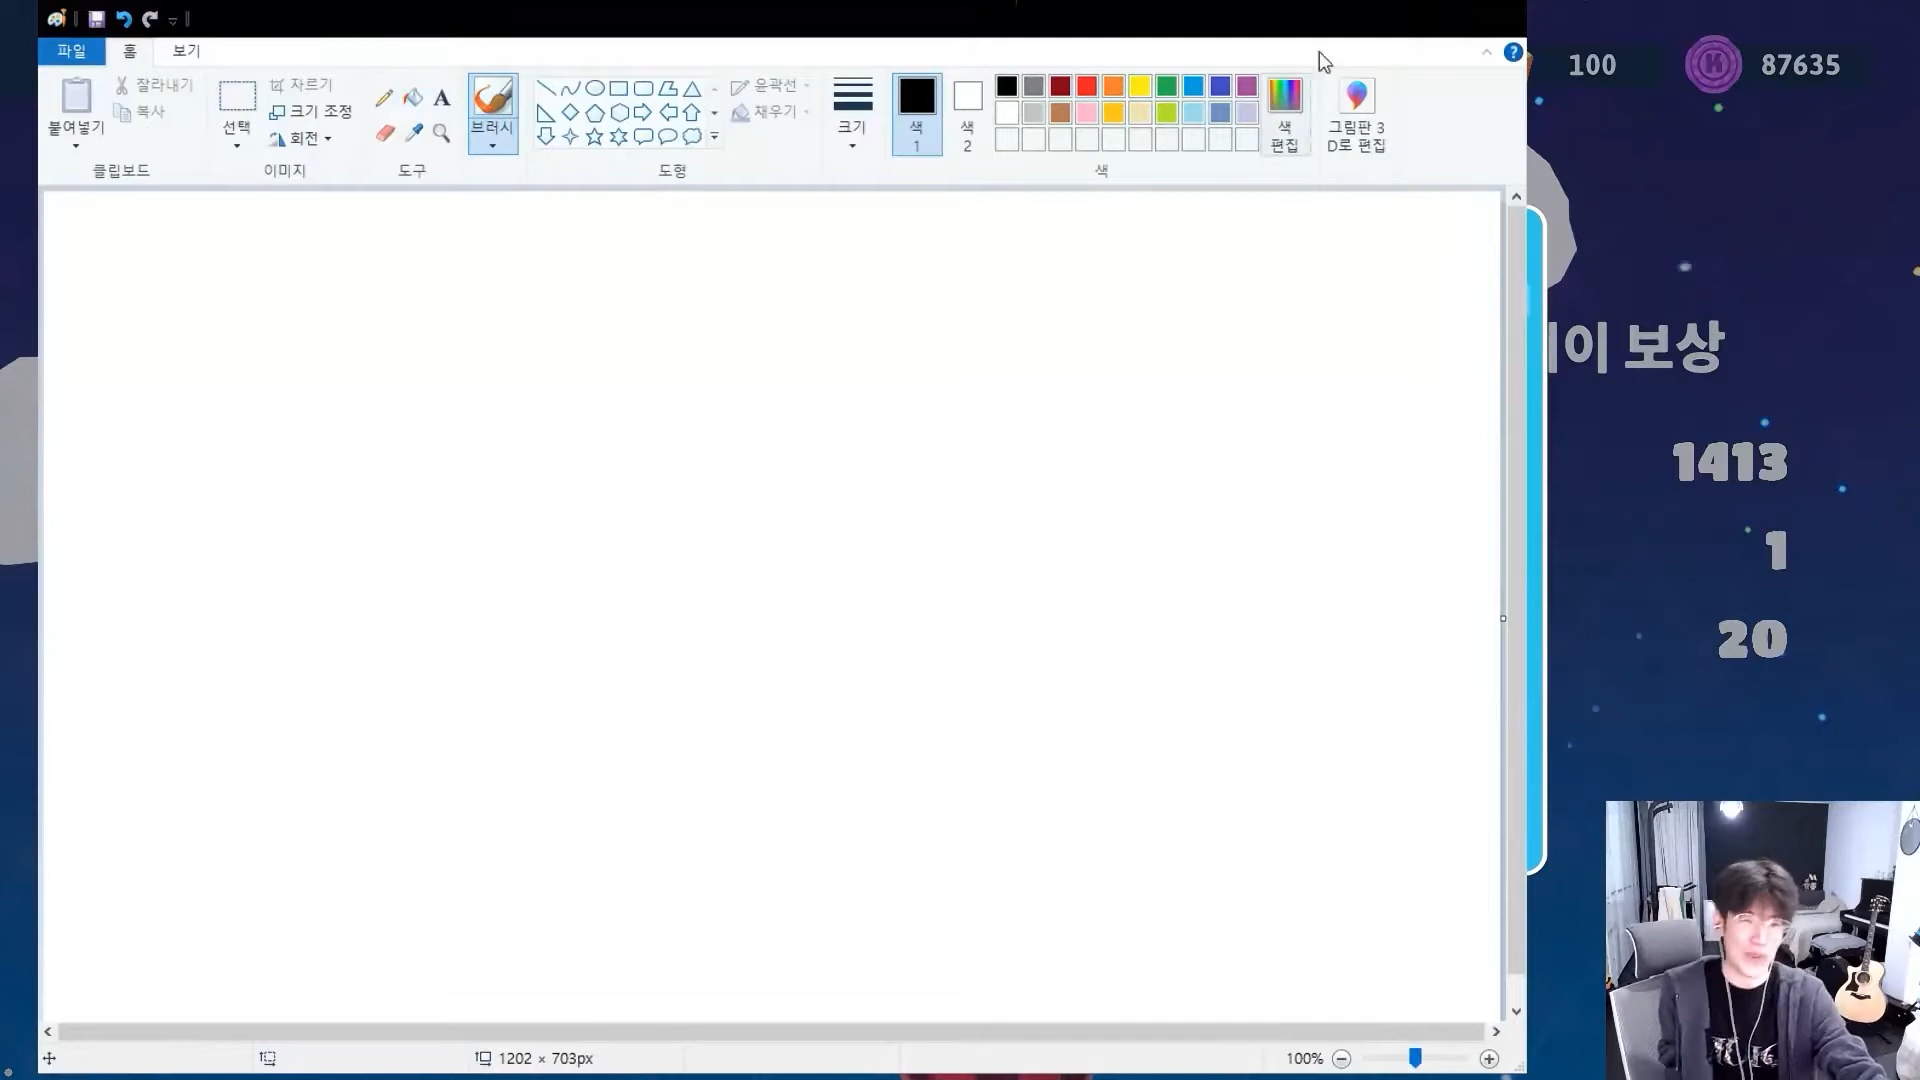 파일 홈 보기
100 87635
붙여넣기
잘라내기
복사
클립보드
선택
자르기
크기 조정
회전
이미지
A
도구
브러시
윤곽선
채우기
도형
크기
색
1
색
2
색
편집
그림판 3
D로 편집
색
이 보상
1413
1
20
1202 × 703px
100%